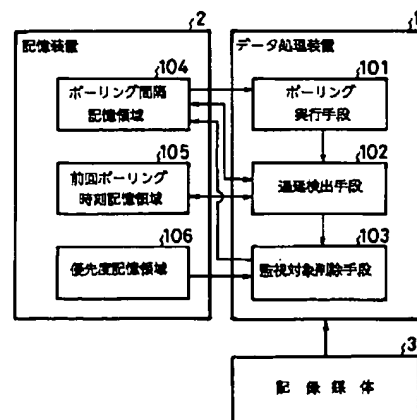 2
記憶装置
104
ポーリング間隔
記憶領域
105
前回ポーリング
時刻記憶領域
106
優先度記憶領域
1
データ処理装置
101
ポーリング
実行手段
102
遅延検出手段
103
監視対象削除手段
3
記録媒体